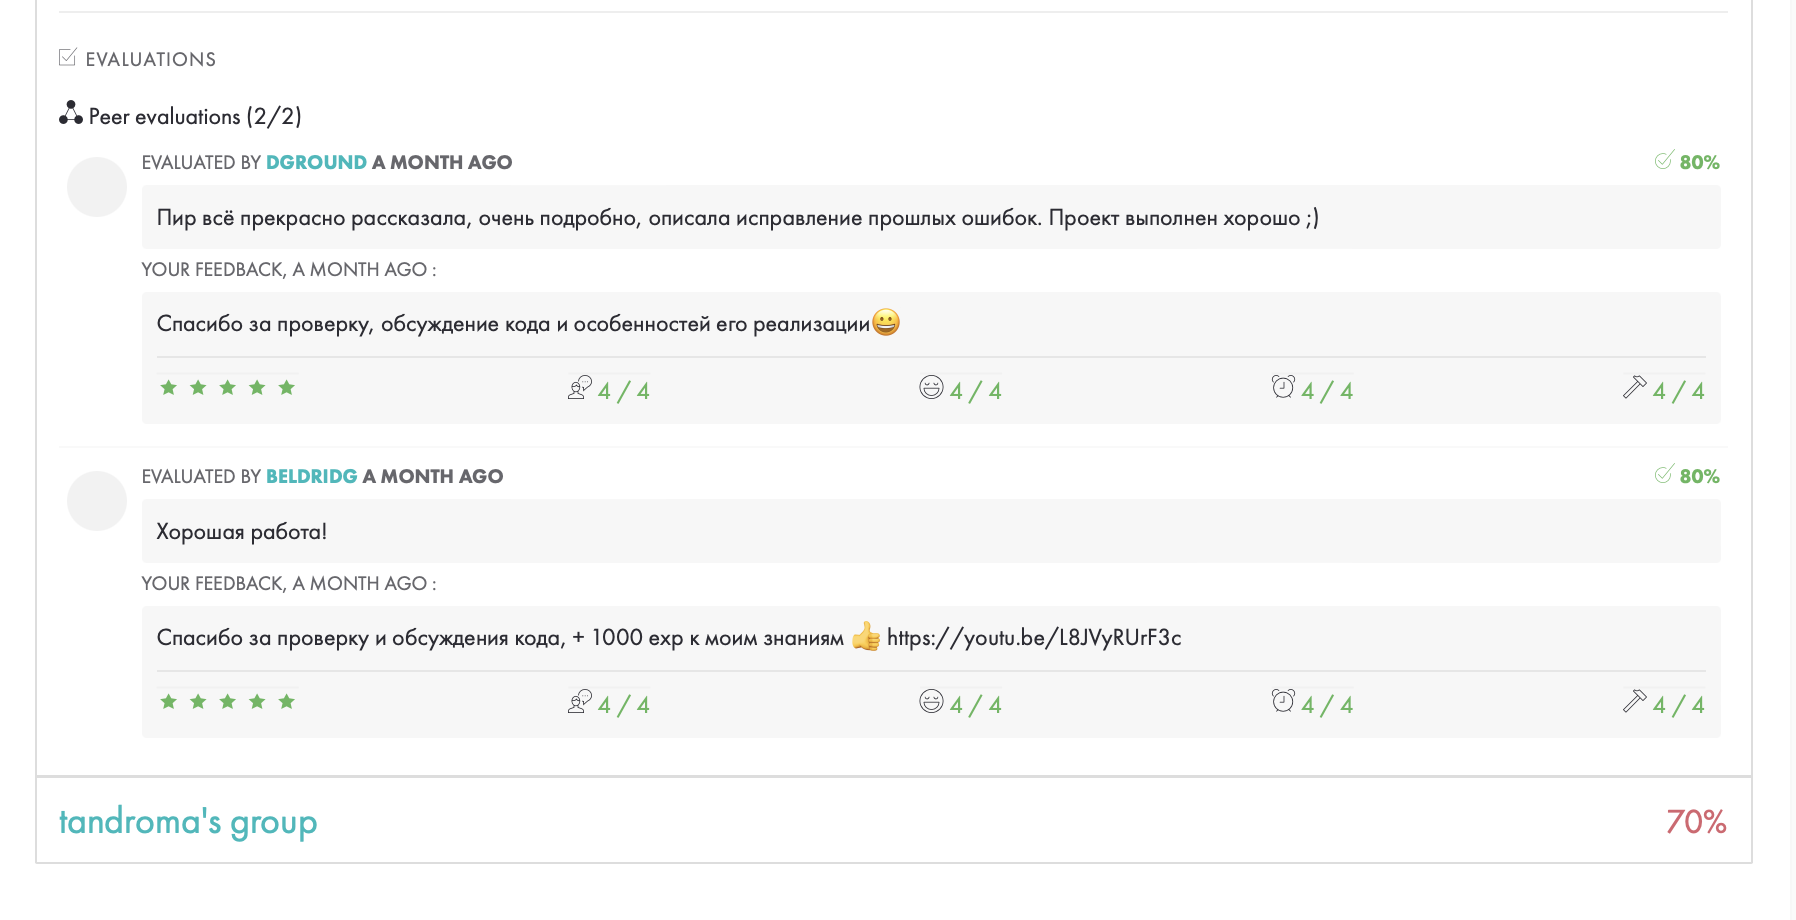 EVALUATIONS
Peer evaluations (2/2)
EVALUATED BY DGROUND A MONTH AGO 80%
Пир всё прекрасно рассказала, очень подробно, описала исправление прошлых ошибок. Проект выполнен хорошо ;)
YOUR FEEDBACK, A MONTH AGO :
Спасибо за проверку, обсуждение кода и особенностей его реализации😀
4 / 4 4 / 4 4 / 4 4 / 4
EVALUATED BY BELDRIDG A MONTH AGO 80%
Хорошая работа!
YOUR FEEDBACK, A MONTH AGO :
Спасибо за проверку и обсуждения кода, + 1000 exp к моим знаниям 👍 https://youtu.be/L8JVyRUrF3c
4 / 4 4 / 4 4 / 4 4 / 4
tandroma's group 70%